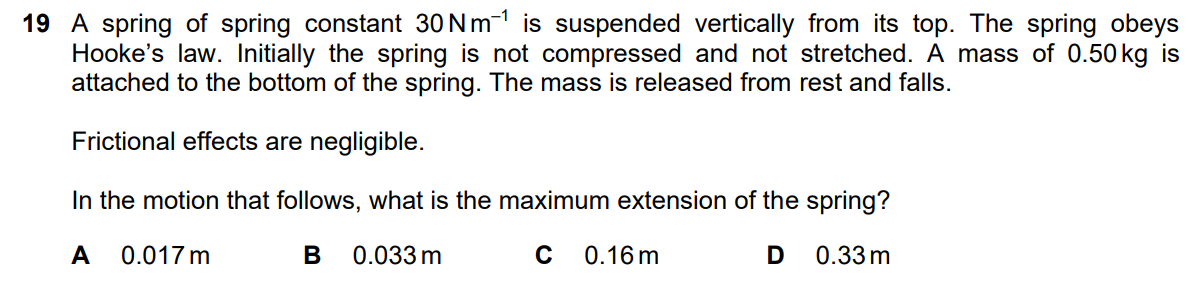 19 A spring of spring constant 30 N m⁻¹ is suspended vertically from its top. The spring obeys
Hooke's law. Initially the spring is not compressed and not stretched. A mass of 0.50 kg is
attached to the bottom of the spring. The mass is released from rest and falls.
Frictional effects are negligible.
In the motion that follows, what is the maximum extension of the spring?
A 0.017 m B 0.033 m C 0.16 m D 0.33 m